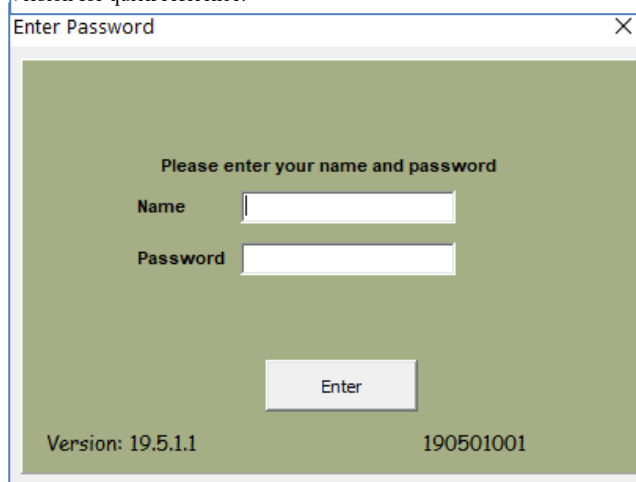 Enter Password
Please enter your name and password
Name
Password
Enter
Version: 19.5.1.1 190501001